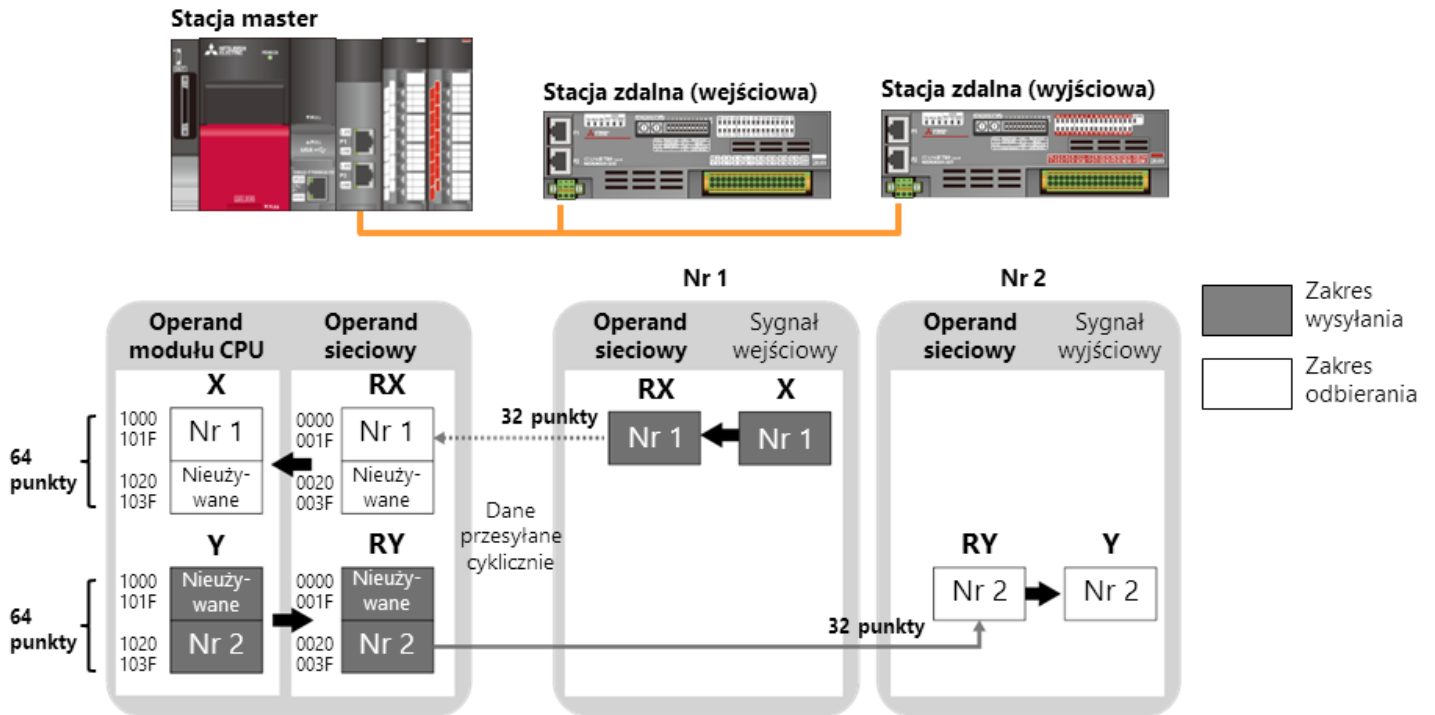 Stacja master
Stacja zdalna (wejściowa)
Stacja zdalna (wyjściowa)
MITSUBISHI
ELECTRIC
Nr 1
Nr 2
Zakres
wysyłania
Zakres
odbierania
Operand
modułu CPU
Operand
sieciowy
Operand
sieciowy
Sygnał
wejściowy
Operand
sieciowy
Sygnał
wyjściowy
X
RX
RX
X
64
punkty
1000
101F
Nr 1
0000
001F
Nr 1
32 punkty
Nr 1
Nr 1
1020
103F
Nieuży-
wane
0020
003F
Nieuży-
wane
Dane
przesyłane
cyklicznie
Y
RY
RY
Y
64
punkty
1000
101F
Nieuży-
wane
0000
001F
Nieuży-
wane
Nr 2
Nr 2
1020
103F
Nr 2
0020
003F
Nr 2
32 punkty